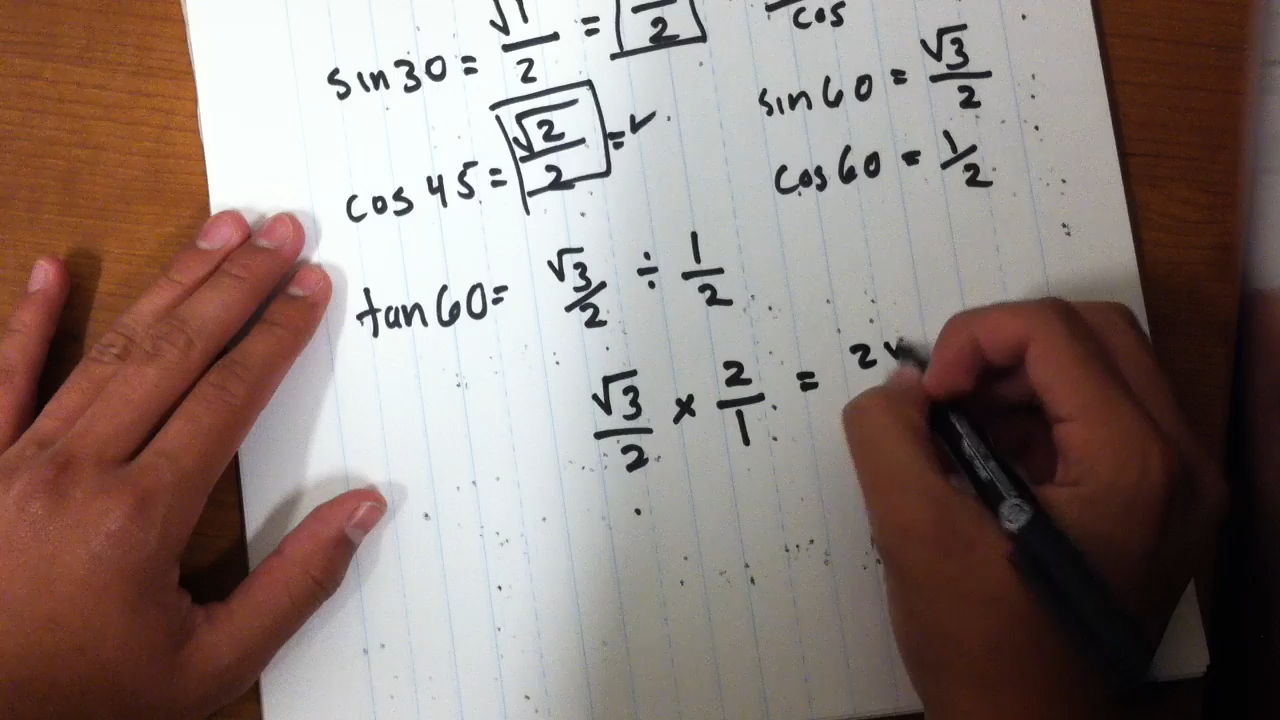 sin30 = √1/2 = [ /2]
cos
sin60 = √3/2
cos45 = √2/2 = ✓
cos60 = 1/2
tan60 = √3/2 ÷ 1/2
√3/2 × 2/1 = 2√